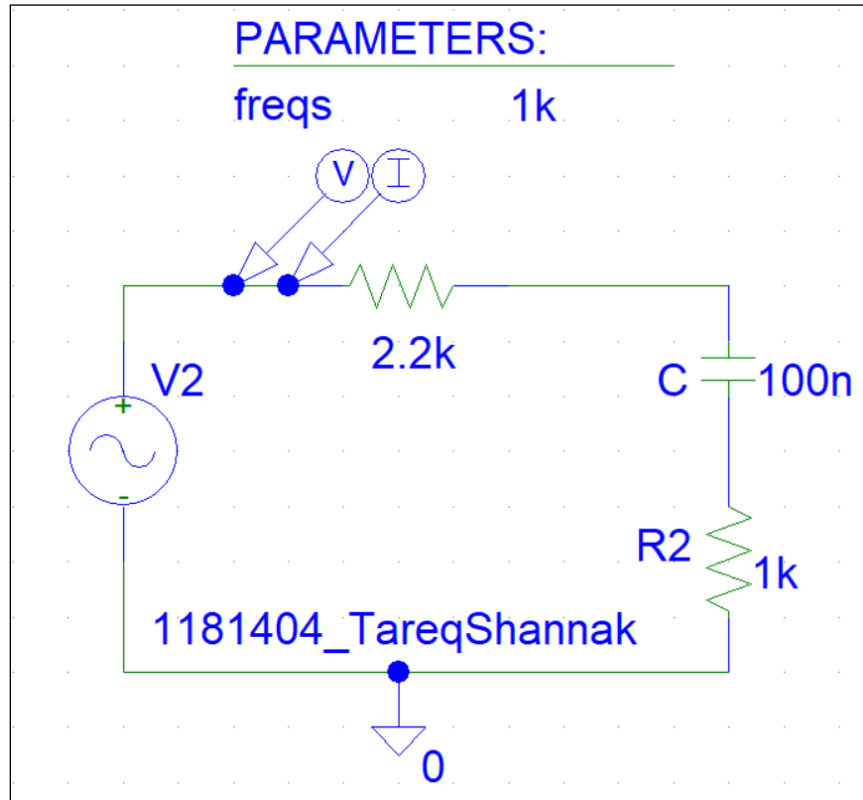 PARAMETERS:
freqs 1k
V I
2.2k
V2
+
-
C 100n
R2
1k
1181404_TareqShannak
0